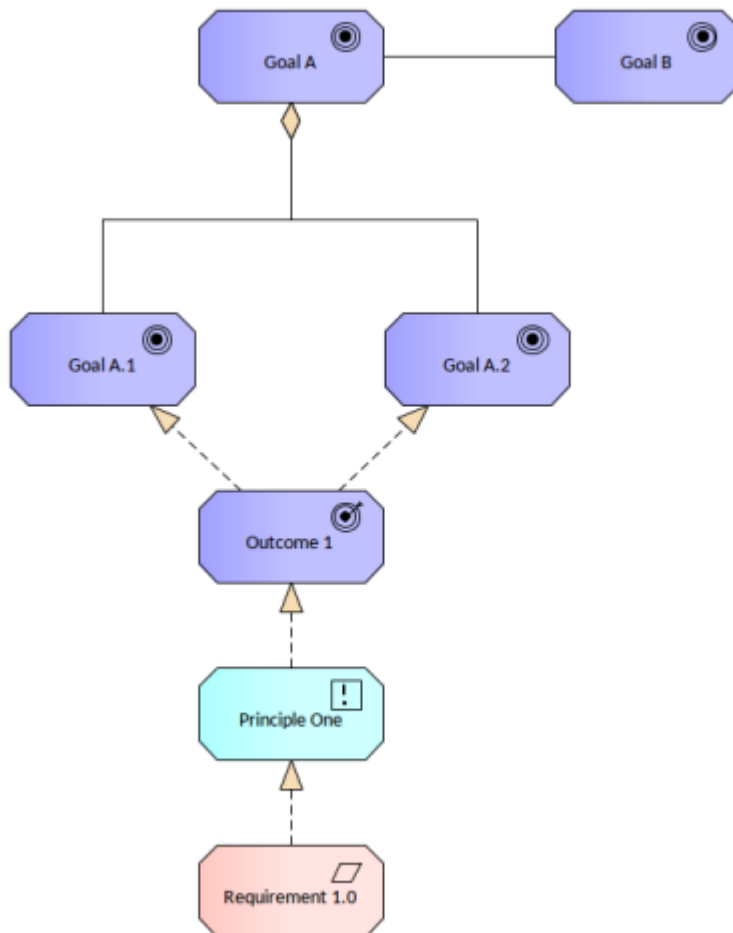 Goal A
Goal B
Goal A.1
Goal A.2
Outcome 1
Principle One
Requirement 1.0